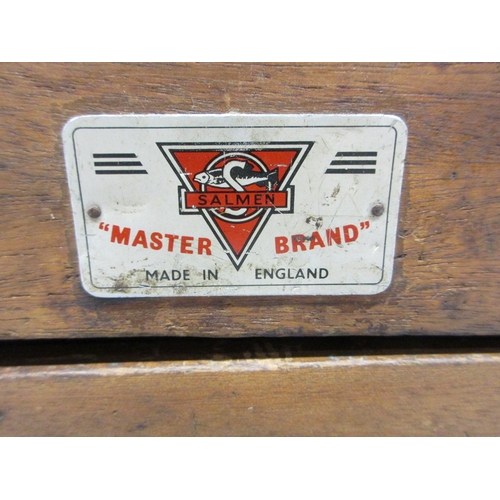 S
SALMEN
"MASTER BRAND"
MADE IN ENGLAND